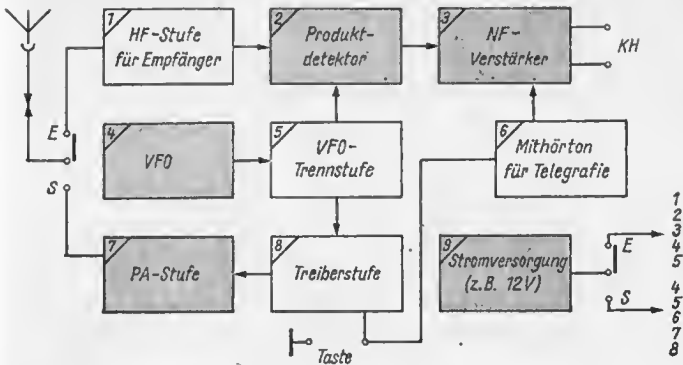 1
HF-Stufe
für Empfänger
2
Produkt-
detektor
3
NF-
Verstärker
KH
E
S
4
VFO
5
VFO-
Trennstufe
6
Mithörton
für Telegrafie
7
PA-Stufe
8
Treiberstufe
Taste
9
Stromversorgung
(z.B. 12V)
E
S
1
2
3
4
5
4
5
6
7
8